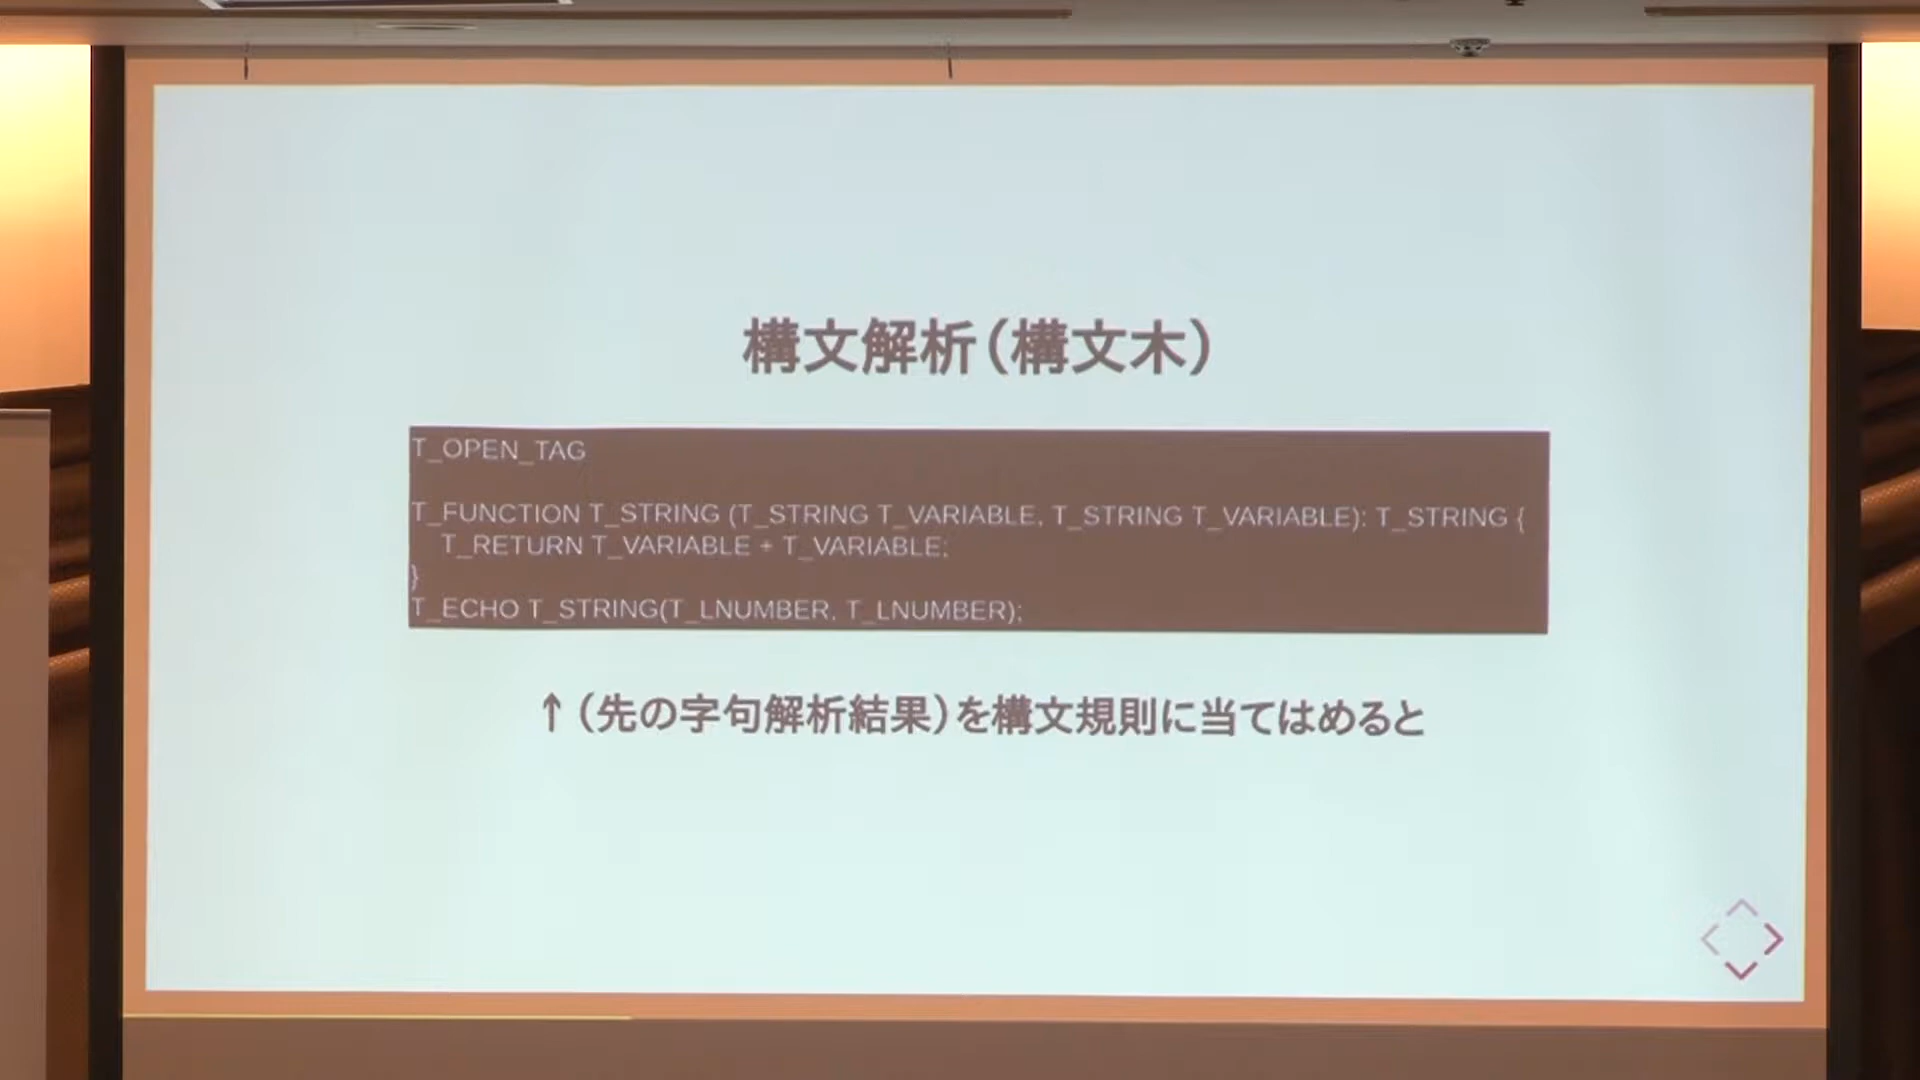 構文解析（構文木）
T_OPEN_TAG
T_FUNCTION T_STRING (T_STRING T_VARIABLE, T_STRING T_VARIABLE): T_STRING {
T_RETURN T_VARIABLE + T_VARIABLE;
}
T_ECHO T_STRING(T_LNUMBER, T_LNUMBER);
↑（先の字句解析結果）を構文規則に当てはめると